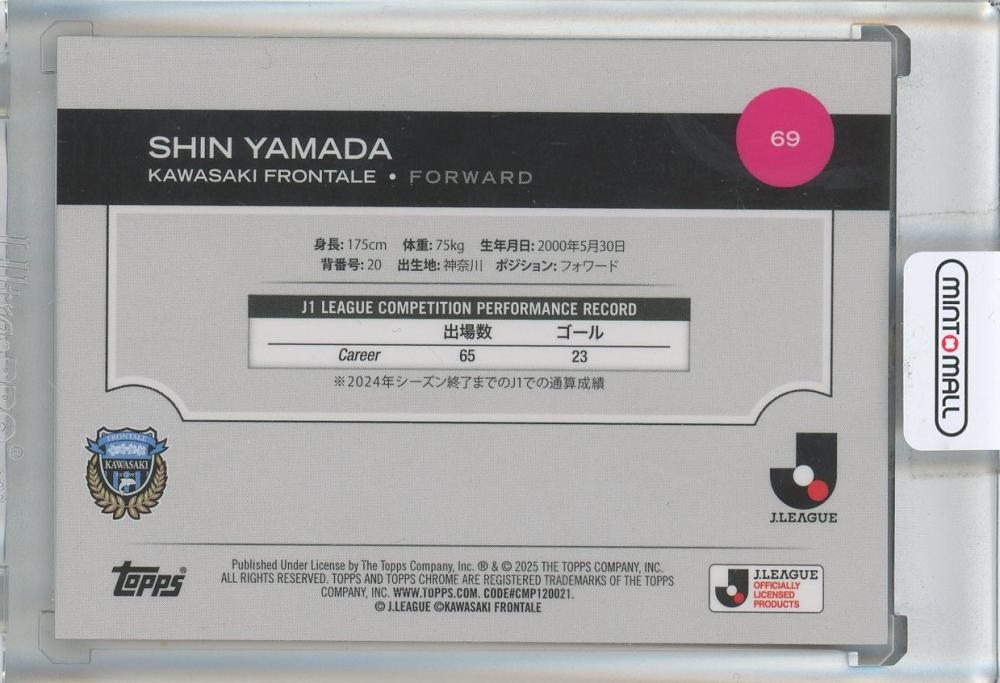 SHIN YAMADA
KAWASAKI FRONTALE • FORWARD
69
身長: 175cm 体重: 75kg 生年月日: 2000年5月30日
背番号: 20 出生地: 神奈川 ポジション: フォワード
J1 LEAGUE COMPETITION PERFORMANCE RECORD
出場数 ゴール
Career 65 23
※2024年シーズン終了までのJ1での通算成績
FRONTALE
KAWASAKI
J.LEAGUE
Topps®
Published Under License by The Topps Company, Inc. ® & © 2025 THE TOPPS COMPANY, INC.
ALL RIGHTS RESERVED. TOPPS AND TOPPS CHROME ARE REGISTERED TRADEMARKS OF THE TOPPS
COMPANY, INC. WWW.TOPPS.COM. CODE#CMP120021.
© J.LEAGUE ©KAWASAKI FRONTALE
J.LEAGUE
OFFICIALLY
LICENSED
PRODUCTS
MINT MALL